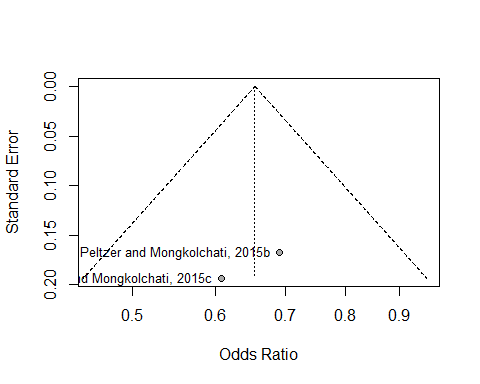 0.00
0.05
0.10
0.15
0.20
Standard Error
Peltzer and Mongkolchati, 2015b
Mongkolchati, 2015c
0.5 0.6 0.7 0.8 0.9
Odds Ratio